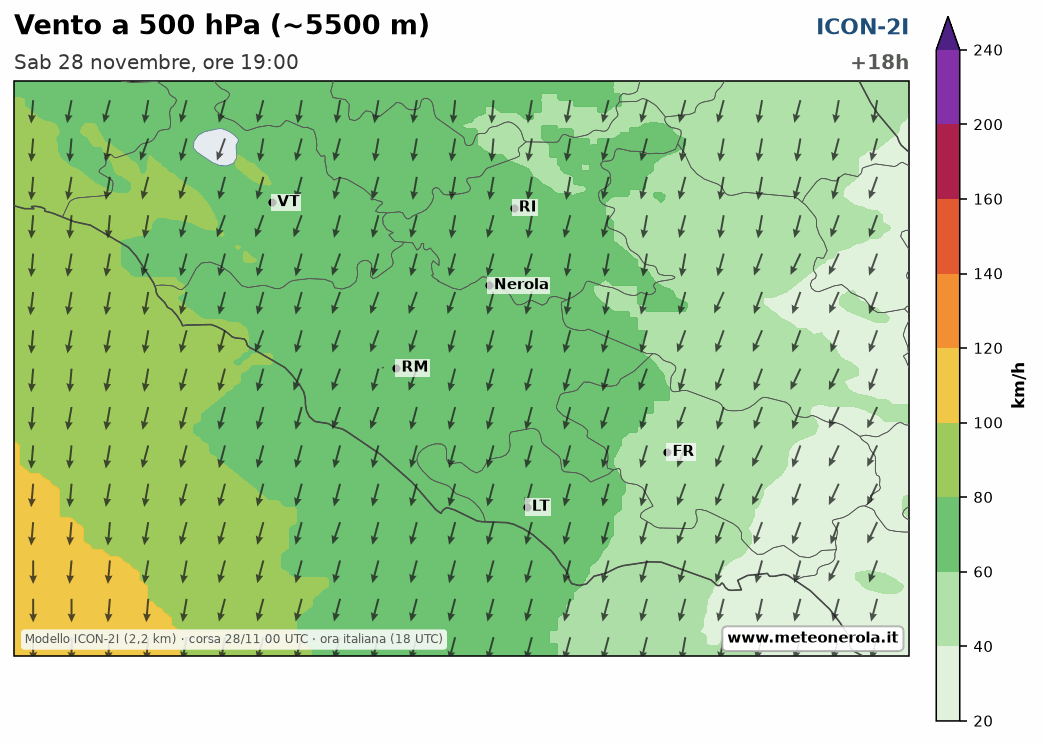 Vento a 500 hPa (~5500 m)
ICON-2I
Sab 28 novembre, ore 19:00
+18h
240
200
160
140
120
100
80
60
40
20
km/h
VT
RI
Nerola
RM
FR
LT
Modello ICON-2I (2,2 km) · corsa 28/11 00 UTC · ora italiana (18 UTC)
www.meteonerola.it